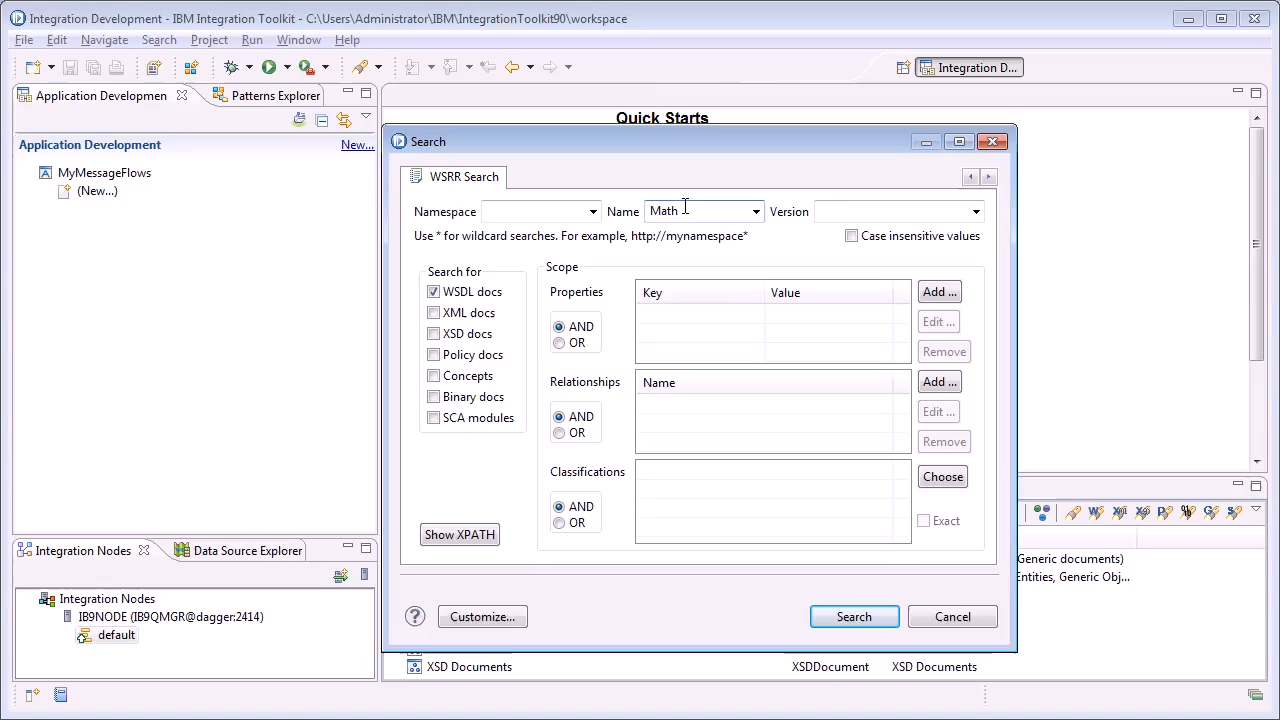 Integration Development - IBM Integration Toolkit - C:\Users\Administrator\IBM\IntegrationToolkit90\workspace
File Edit Navigate Search Project Run Window Help
Integration D...
Application Developmen
Patterns Explorer
Application Development New...
MyMessageFlows
(New...)
Quick Starts
Search
WSRR Search
Namespace Name Math Version
Use * for wildcard searches. For example, http://mynamespace* Case insensitive values
Search for
WSDL docs
XML docs
XSD docs
Policy docs
Concepts
Binary docs
SCA modules
Show XPATH
Scope
Properties Key Value Add ...
AND Edit ...
OR Remove
Relationships Name Add ...
AND Edit ...
OR Remove
Classifications Choose
AND Exact
OR
Customize... Search Cancel
Generic documents)
Entities, Generic Obj...
XSD Documents XSDDocument XSD Documents
Integration Nodes
Data Source Explorer
Integration Nodes
IB9NODE (IB9QMGR@dagger:2414)
default